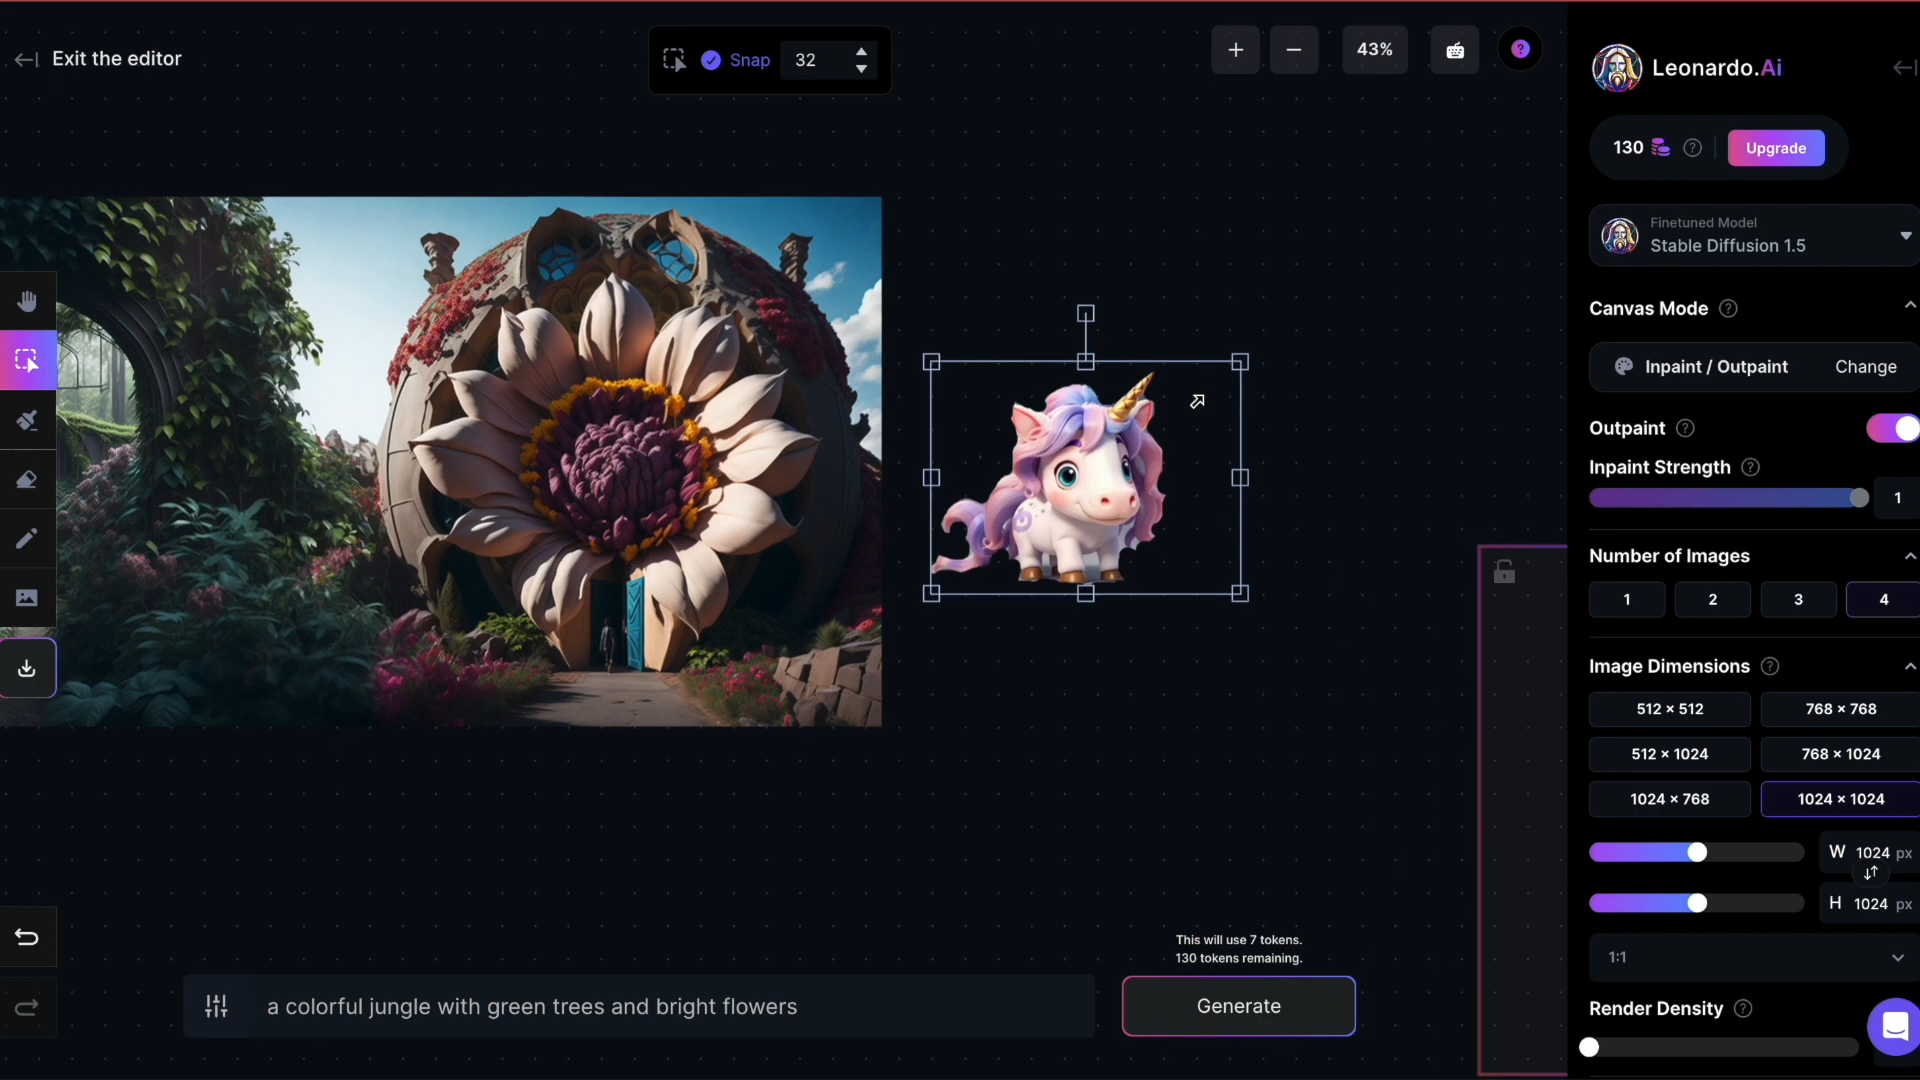 Exit the editor
Snap
32
43%
?
Leonardo.Ai
130
?
Upgrade
Finetuned Model
Stable Diffusion 1.5
Canvas Mode ?
Inpaint / Outpaint Change
Outpaint ?
Inpaint Strength ?
1
Number of Images
1 2 3 4
Image Dimensions ?
512 × 512 768 × 768
512 × 1024 768 × 1024
1024 × 768 1024 × 1024
W 1024 px
H 1024 px
1:1
Render Density ?
This will use 7 tokens.
130 tokens remaining.
a colorful jungle with green trees and bright flowers
Generate